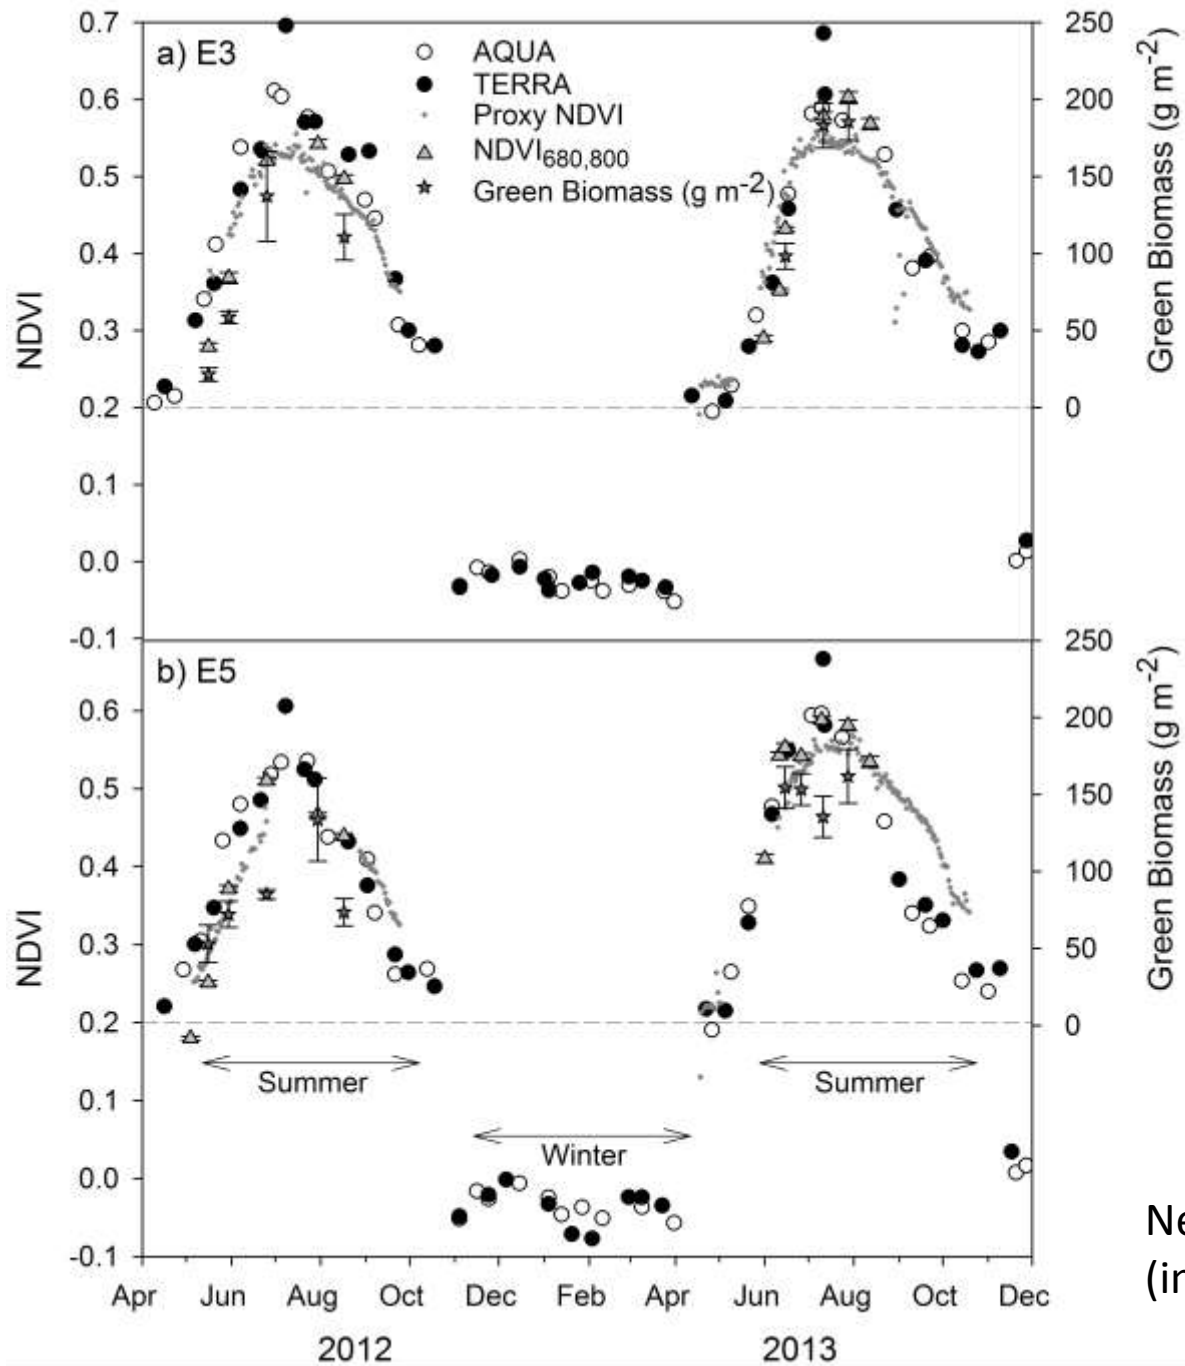 a) E3
AQUA
TERRA
Proxy NDVI
NDVI680,800
Green Biomass (g m-2)
0.7
0.6
0.5
0.4
0.3
0.2
0.1
0.0
-0.1
NDVI
250
200
150
100
50
0
Green Biomass (g m-2)
b) E5
0.6
0.5
0.4
0.3
0.2
0.1
0.0
-0.1
NDVI
250
200
150
100
50
0
Green Biomass (g m-2)
Summer
Summer
Winter
Apr Jun Aug Oct Dec Feb Apr Jun Aug Oct Dec
2012 2013